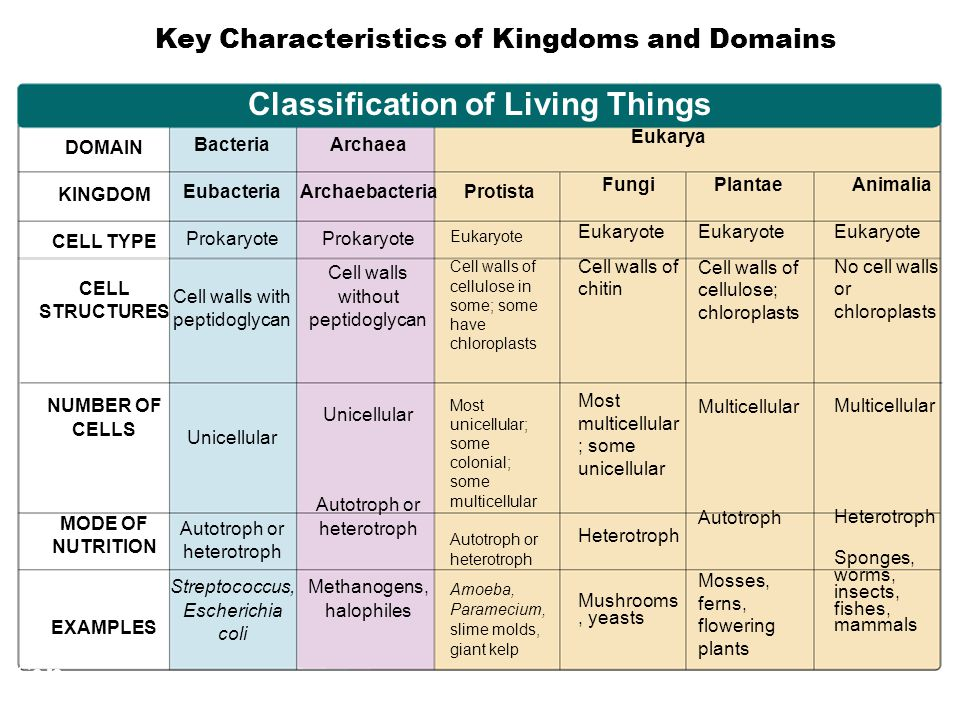 Key Characteristics of Kingdoms and Domains
Classification of Living Things
DOMAIN
Bacteria
Archaea
Eukarya
KINGDOM
Eubacteria
Archaebacteria
Protista
Fungi
Plantae
Animalia
CELL TYPE
Prokaryote
Prokaryote
Eukaryote
Eukaryote
Eukaryote
Eukaryote
CELL
STRUCTURES
Cell walls with
peptidoglycan
Cell walls
without
peptidoglycan
Cell walls of
cellulose in
some; some
have
chloroplasts
Cell walls of
chitin
Cell walls of
cellulose;
chloroplasts
No cell walls
or
chloroplasts
NUMBER OF
CELLS
Unicellular
Unicellular
Most
unicellular;
some
colonial;
some
multicellular
Most
multicellular
; some
unicellular
Multicellular
Multicellular
MODE OF
NUTRITION
Autotroph or
heterotroph
Autotroph or
heterotroph
Autotroph or
heterotroph
Heterotroph
Autotroph
Heterotroph
EXAMPLES
Streptococcus,
Escherichia
coli
Methanogens,
halophiles
Amoeba,
Paramecium,
slime molds,
giant kelp
Mushrooms
, yeasts
Mosses,
ferns,
flowering
plants
Sponges,
worms,
insects,
fishes,
mammals